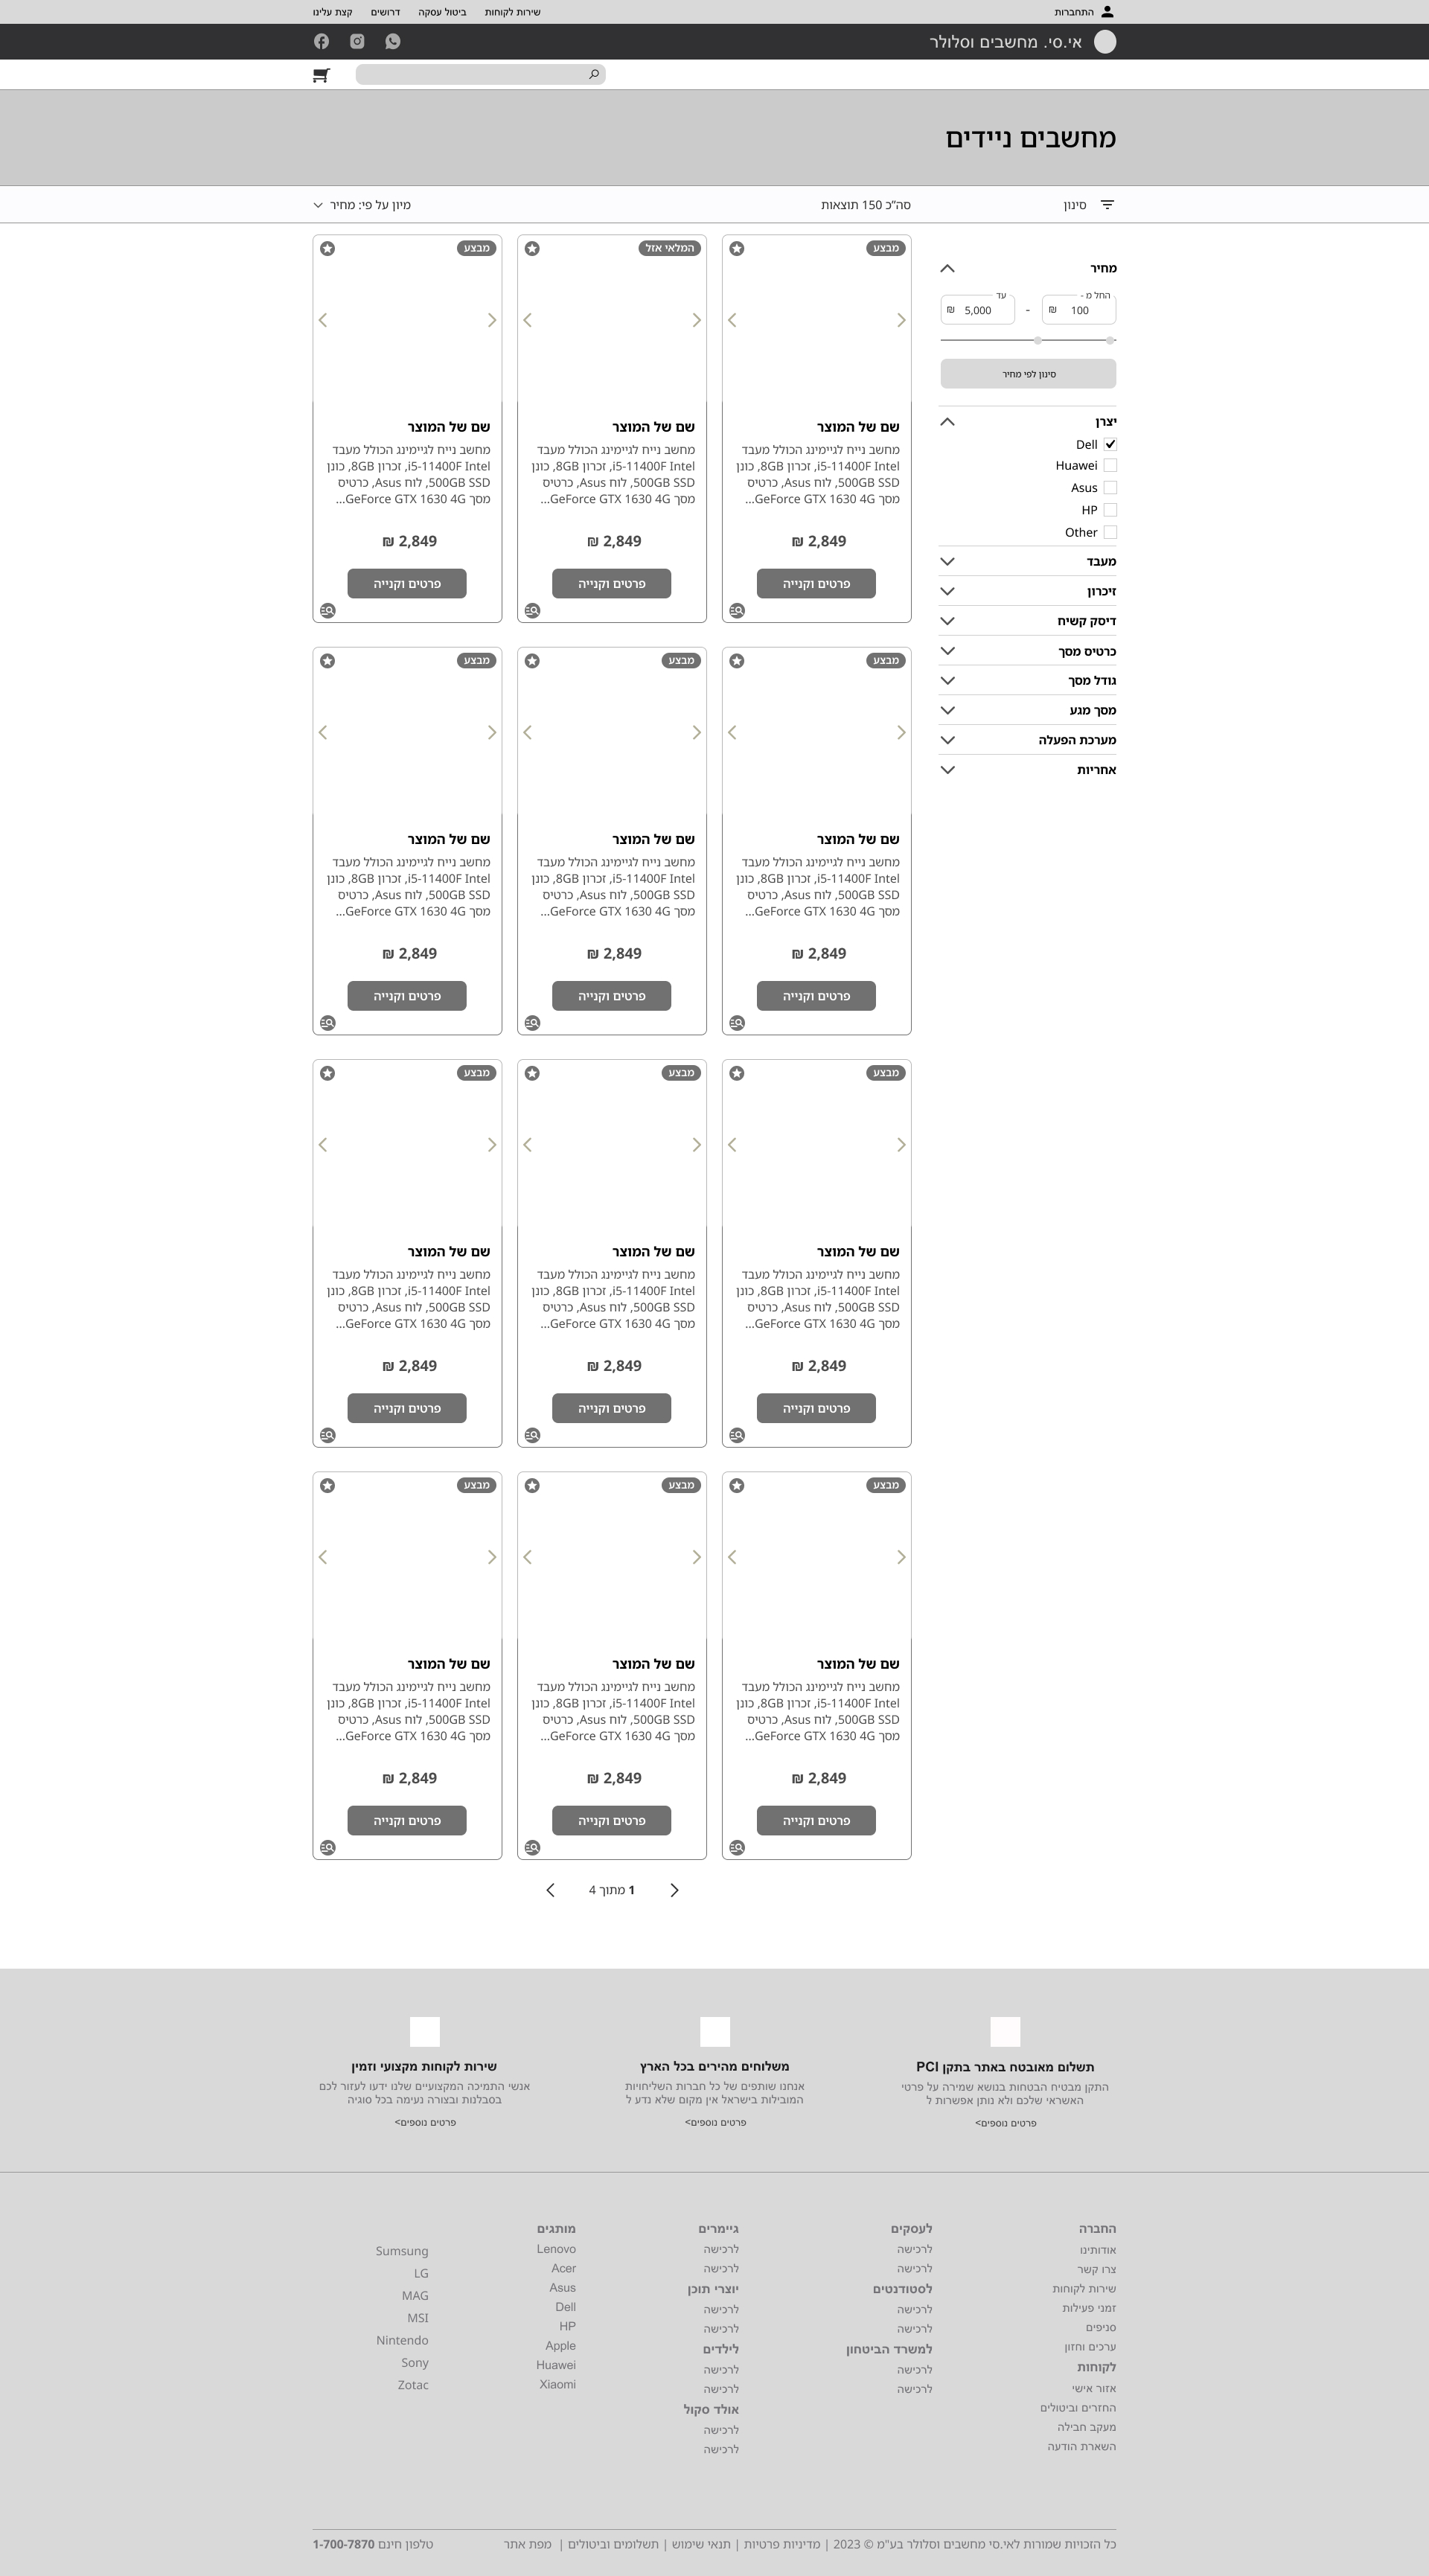 התחברות
שירות לקוחות
ביטול עסקה
דרושים
קצת עלינו
אי.סי. מחשבים וסלולר
מחשבים ניידים
סינון
סה"כ 150 תוצאות
מיון על פי: מחיר
מחיר
החל מ -
100 ₪
-
עד
5,000 ₪
סינון לפי מחיר
יצרן
Dell
Huawei
Asus
HP
Other
מעבד
זיכרון
דיסק קשיח
כרטיס מסך
גודל מסך
מסך מגע
מערכת הפעלה
אחריות
מבצע
שם של המוצר
מחשב נייח לגיימינג הכולל מעבד
i5-11400F Intel, זכרון 8GB, כונן
500GB SSD, לוח Asus, כרטיס
מסך GeForce GTX 1630 4G...
2,849 ₪
פרטים וקנייה
המלאי אזל
שם של המוצר
מחשב נייח לגיימינג הכולל מעבד
i5-11400F Intel, זכרון 8GB, כונן
500GB SSD, לוח Asus, כרטיס
מסך GeForce GTX 1630 4G...
2,849 ₪
פרטים וקנייה
מבצע
שם של המוצר
מחשב נייח לגיימינג הכולל מעבד
i5-11400F Intel, זכרון 8GB, כונן
500GB SSD, לוח Asus, כרטיס
מסך GeForce GTX 1630 4G...
2,849 ₪
פרטים וקנייה
מבצע
שם של המוצר
מחשב נייח לגיימינג הכולל מעבד
i5-11400F Intel, זכרון 8GB, כונן
500GB SSD, לוח Asus, כרטיס
מסך GeForce GTX 1630 4G...
2,849 ₪
פרטים וקנייה
מבצע
שם של המוצר
מחשב נייח לגיימינג הכולל מעבד
i5-11400F Intel, זכרון 8GB, כונן
500GB SSD, לוח Asus, כרטיס
מסך GeForce GTX 1630 4G...
2,849 ₪
פרטים וקנייה
מבצע
שם של המוצר
מחשב נייח לגיימינג הכולל מעבד
i5-11400F Intel, זכרון 8GB, כונן
500GB SSD, לוח Asus, כרטיס
מסך GeForce GTX 1630 4G...
2,849 ₪
פרטים וקנייה
מבצע
שם של המוצר
מחשב נייח לגיימינג הכולל מעבד
i5-11400F Intel, זכרון 8GB, כונן
500GB SSD, לוח Asus, כרטיס
מסך GeForce GTX 1630 4G...
2,849 ₪
פרטים וקנייה
מבצע
שם של המוצר
מחשב נייח לגיימינג הכולל מעבד
i5-11400F Intel, זכרון 8GB, כונן
500GB SSD, לוח Asus, כרטיס
מסך GeForce GTX 1630 4G...
2,849 ₪
פרטים וקנייה
מבצע
שם של המוצר
מחשב נייח לגיימינג הכולל מעבד
i5-11400F Intel, זכרון 8GB, כונן
500GB SSD, לוח Asus, כרטיס
מסך GeForce GTX 1630 4G...
2,849 ₪
פרטים וקנייה
מבצע
שם של המוצר
מחשב נייח לגיימינג הכולל מעבד
i5-11400F Intel, זכרון 8GB, כונן
500GB SSD, לוח Asus, כרטיס
מסך GeForce GTX 1630 4G...
2,849 ₪
פרטים וקנייה
מבצע
שם של המוצר
מחשב נייח לגיימינג הכולל מעבד
i5-11400F Intel, זכרון 8GB, כונן
500GB SSD, לוח Asus, כרטיס
מסך GeForce GTX 1630 4G...
2,849 ₪
פרטים וקנייה
מבצע
שם של המוצר
מחשב נייח לגיימינג הכולל מעבד
i5-11400F Intel, זכרון 8GB, כונן
500GB SSD, לוח Asus, כרטיס
מסך GeForce GTX 1630 4G...
2,849 ₪
פרטים וקנייה
1 מתוך 4
תשלום מאובטח באתר בתקן PCI
התקן מבטיח הבטחות בנושא שמירה על פרטי
האשראי שלכם ולא נותן אפשרות ל
פרטים נוספים>
משלוחים מהירים בכל הארץ
אנחנו שותפים של כל חברות השליחויות
המובילות בישראל אין מקום שלא נדע ל
פרטים נוספים>
שירות לקוחות מקצועי וזמין
אנשי התמיכה המקצועיים שלנו ידעו לעזור לכם
בסבלנות ובצורה נעימה בכל סוגיה
פרטים נוספים>
החברה
אודותינו
צרו קשר
שירות לקוחות
זמני פעילות
סניפים
ערכים וחזון
לקוחות
אזור אישי
החזרים וביטולים
מעקב חבילה
השארת הודעה
לעסקים
לרכישה
לרכישה
לסטודנטים
לרכישה
לרכישה
למשרד הביטחון
לרכישה
לרכישה
גיימרים
לרכישה
לרכישה
יוצרי תוכן
לרכישה
לרכישה
לילדים
לרכישה
לרכישה
אולד סקול
לרכישה
לרכישה
מותגים
Lenovo
Acer
Asus
Dell
HP
Apple
Huawei
Xiaomi
Sumsung
LG
MAG
MSI
Nintendo
Sony
Zotac
כל הזכויות שמורות לאי.סי מחשבים וסלולר בע"מ © 2023 | מדיניות פרטיות | תנאי שימוש | תשלומים וביטולים | מפת אתר
טלפון חינם 1-700-7870